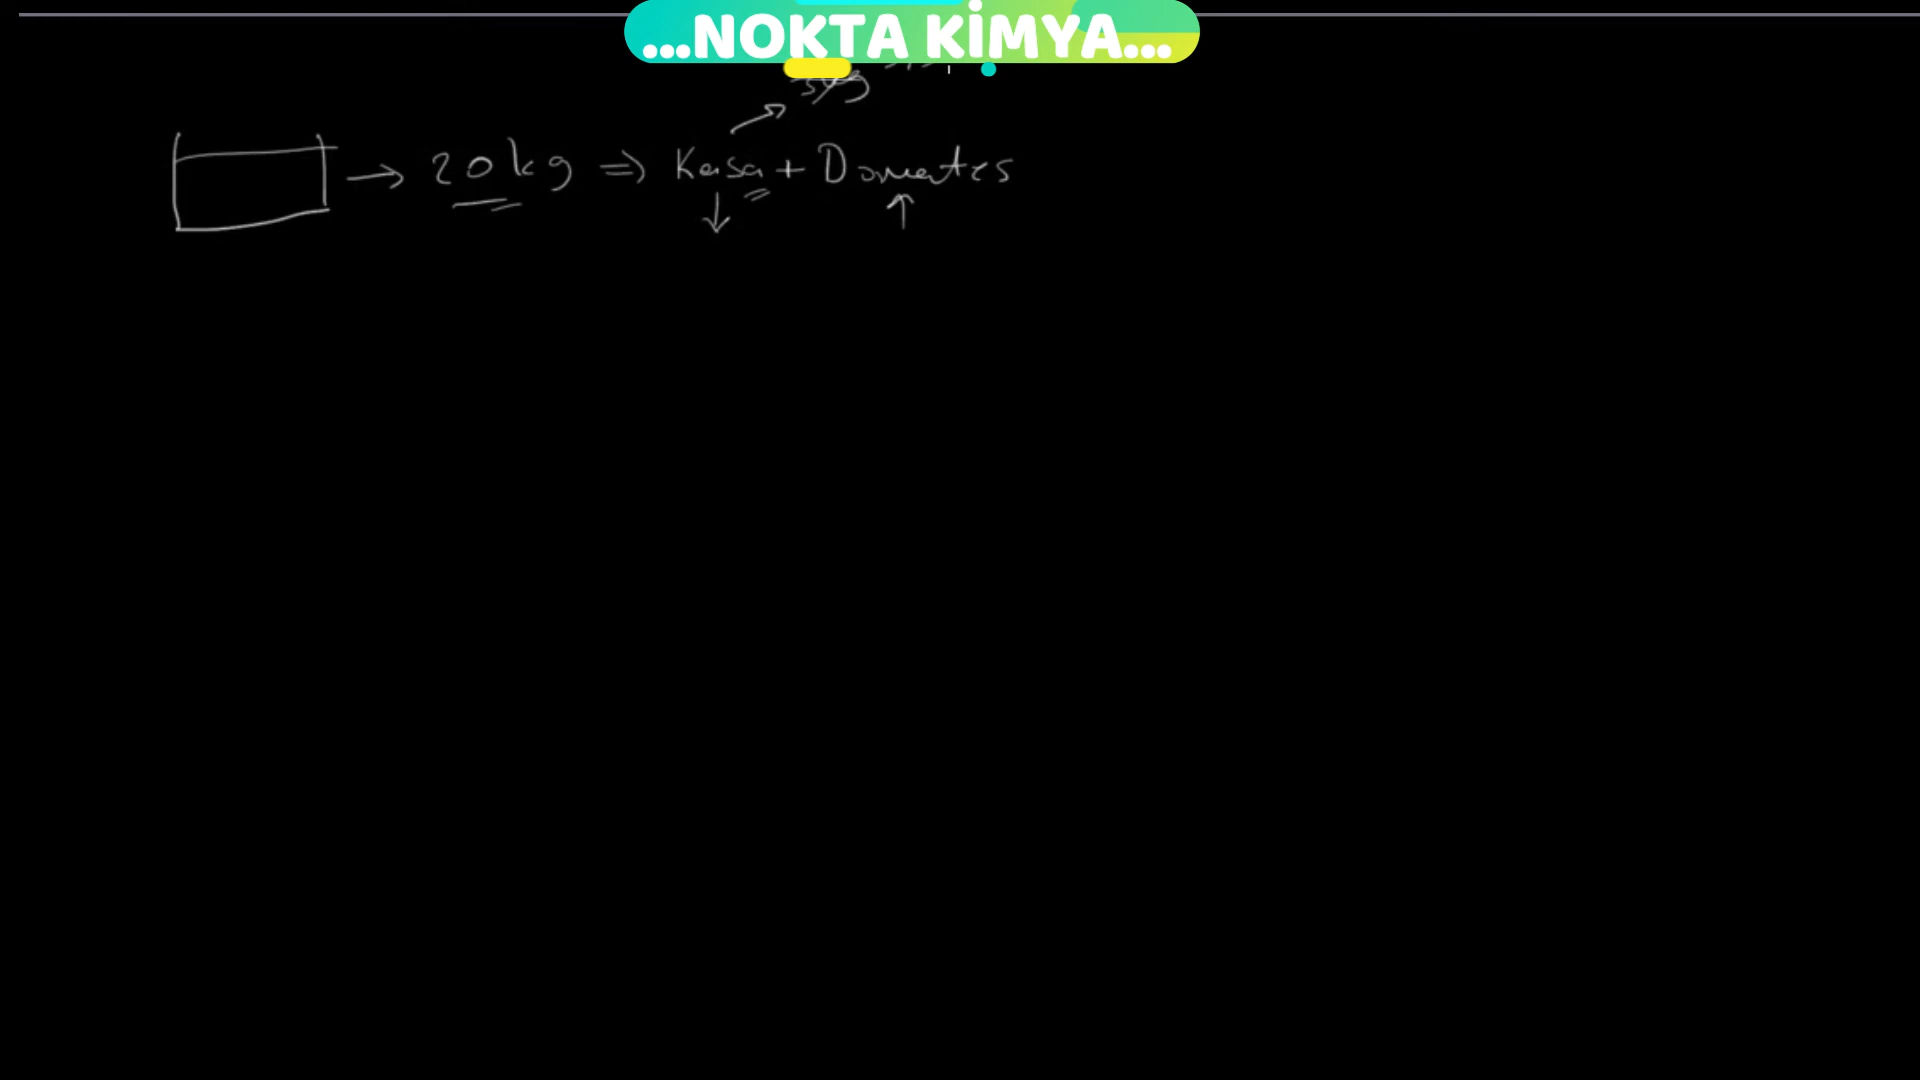 ...NOKTA KİMYA...
→ 20 kg ⇒ Kasa + Domates